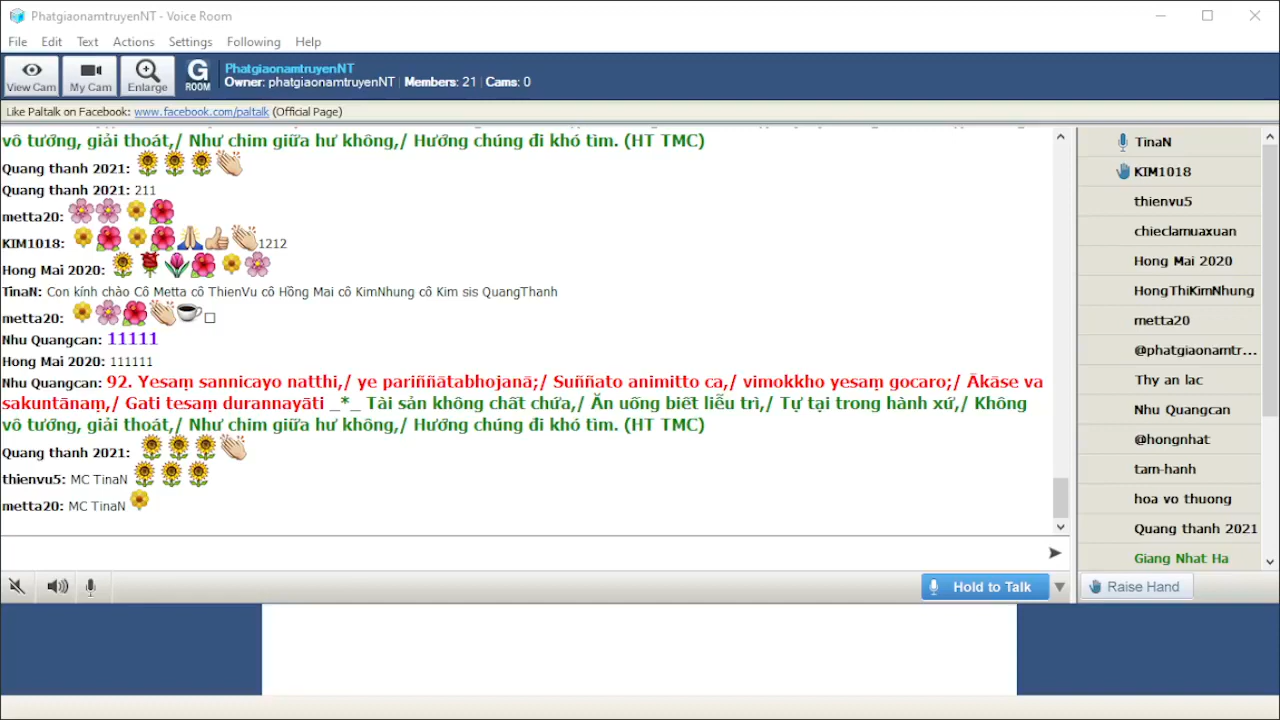 PhatgiaonamtruyenNT - Voice Room
File Edit Text Actions Settings Following Help
View Cam My Cam Enlarge G ROOM
PhatgiaonamtruyenNT
Owner: phatgiaonamtruyenNT | Members: 21 | Cams: 0
Like Paltalk on Facebook: www.facebook.com/paltalk (Official Page)
vô tướng, giải thoát,/ Như chim giữa hư không,/ Hướng chúng đi khó tìm. (HT TMC)
Quang thanh 2021:
Quang thanh 2021: 211
metta20:
KIM1018: 1212
Hong Mai 2020:
TinaN: Con kính chào Cô Metta cô ThienVu cô Hồng Mai cô KimNhung cô Kim sis QuangThanh
metta20:
Nhu Quangcan: 11111
Hong Mai 2020: 111111
Nhu Quangcan: 92. Yesaṃ sannicayo natthi,/ ye pariññātabhojanā;/ Suññato animitto ca,/ vimokkho yesaṃ gocaro;/ Ākāse va
sakuntānaṃ,/ Gati tesaṃ durannayāti _*_ Tài sản không chất chứa,/ Ăn uống biết liễu tri,/ Tự tại trong hành xứ,/ Không
vô tướng, giải thoát,/ Như chim giữa hư không,/ Hướng chúng đi khó tìm. (HT TMC)
Quang thanh 2021:
thienvu5: MC TinaN
metta20: MC TinaN
Hold to Talk
TinaN
KIM1018
thienvu5
chieclamuaxuan
Hong Mai 2020
HongThiKimNhung
metta20
@phatgiaonamtr...
Thy an lac
Nhu Quangcan
@hongnhat
tam-hanh
hoa vo thuong
Quang thanh 2021
Giang Nhat Ha
Raise Hand